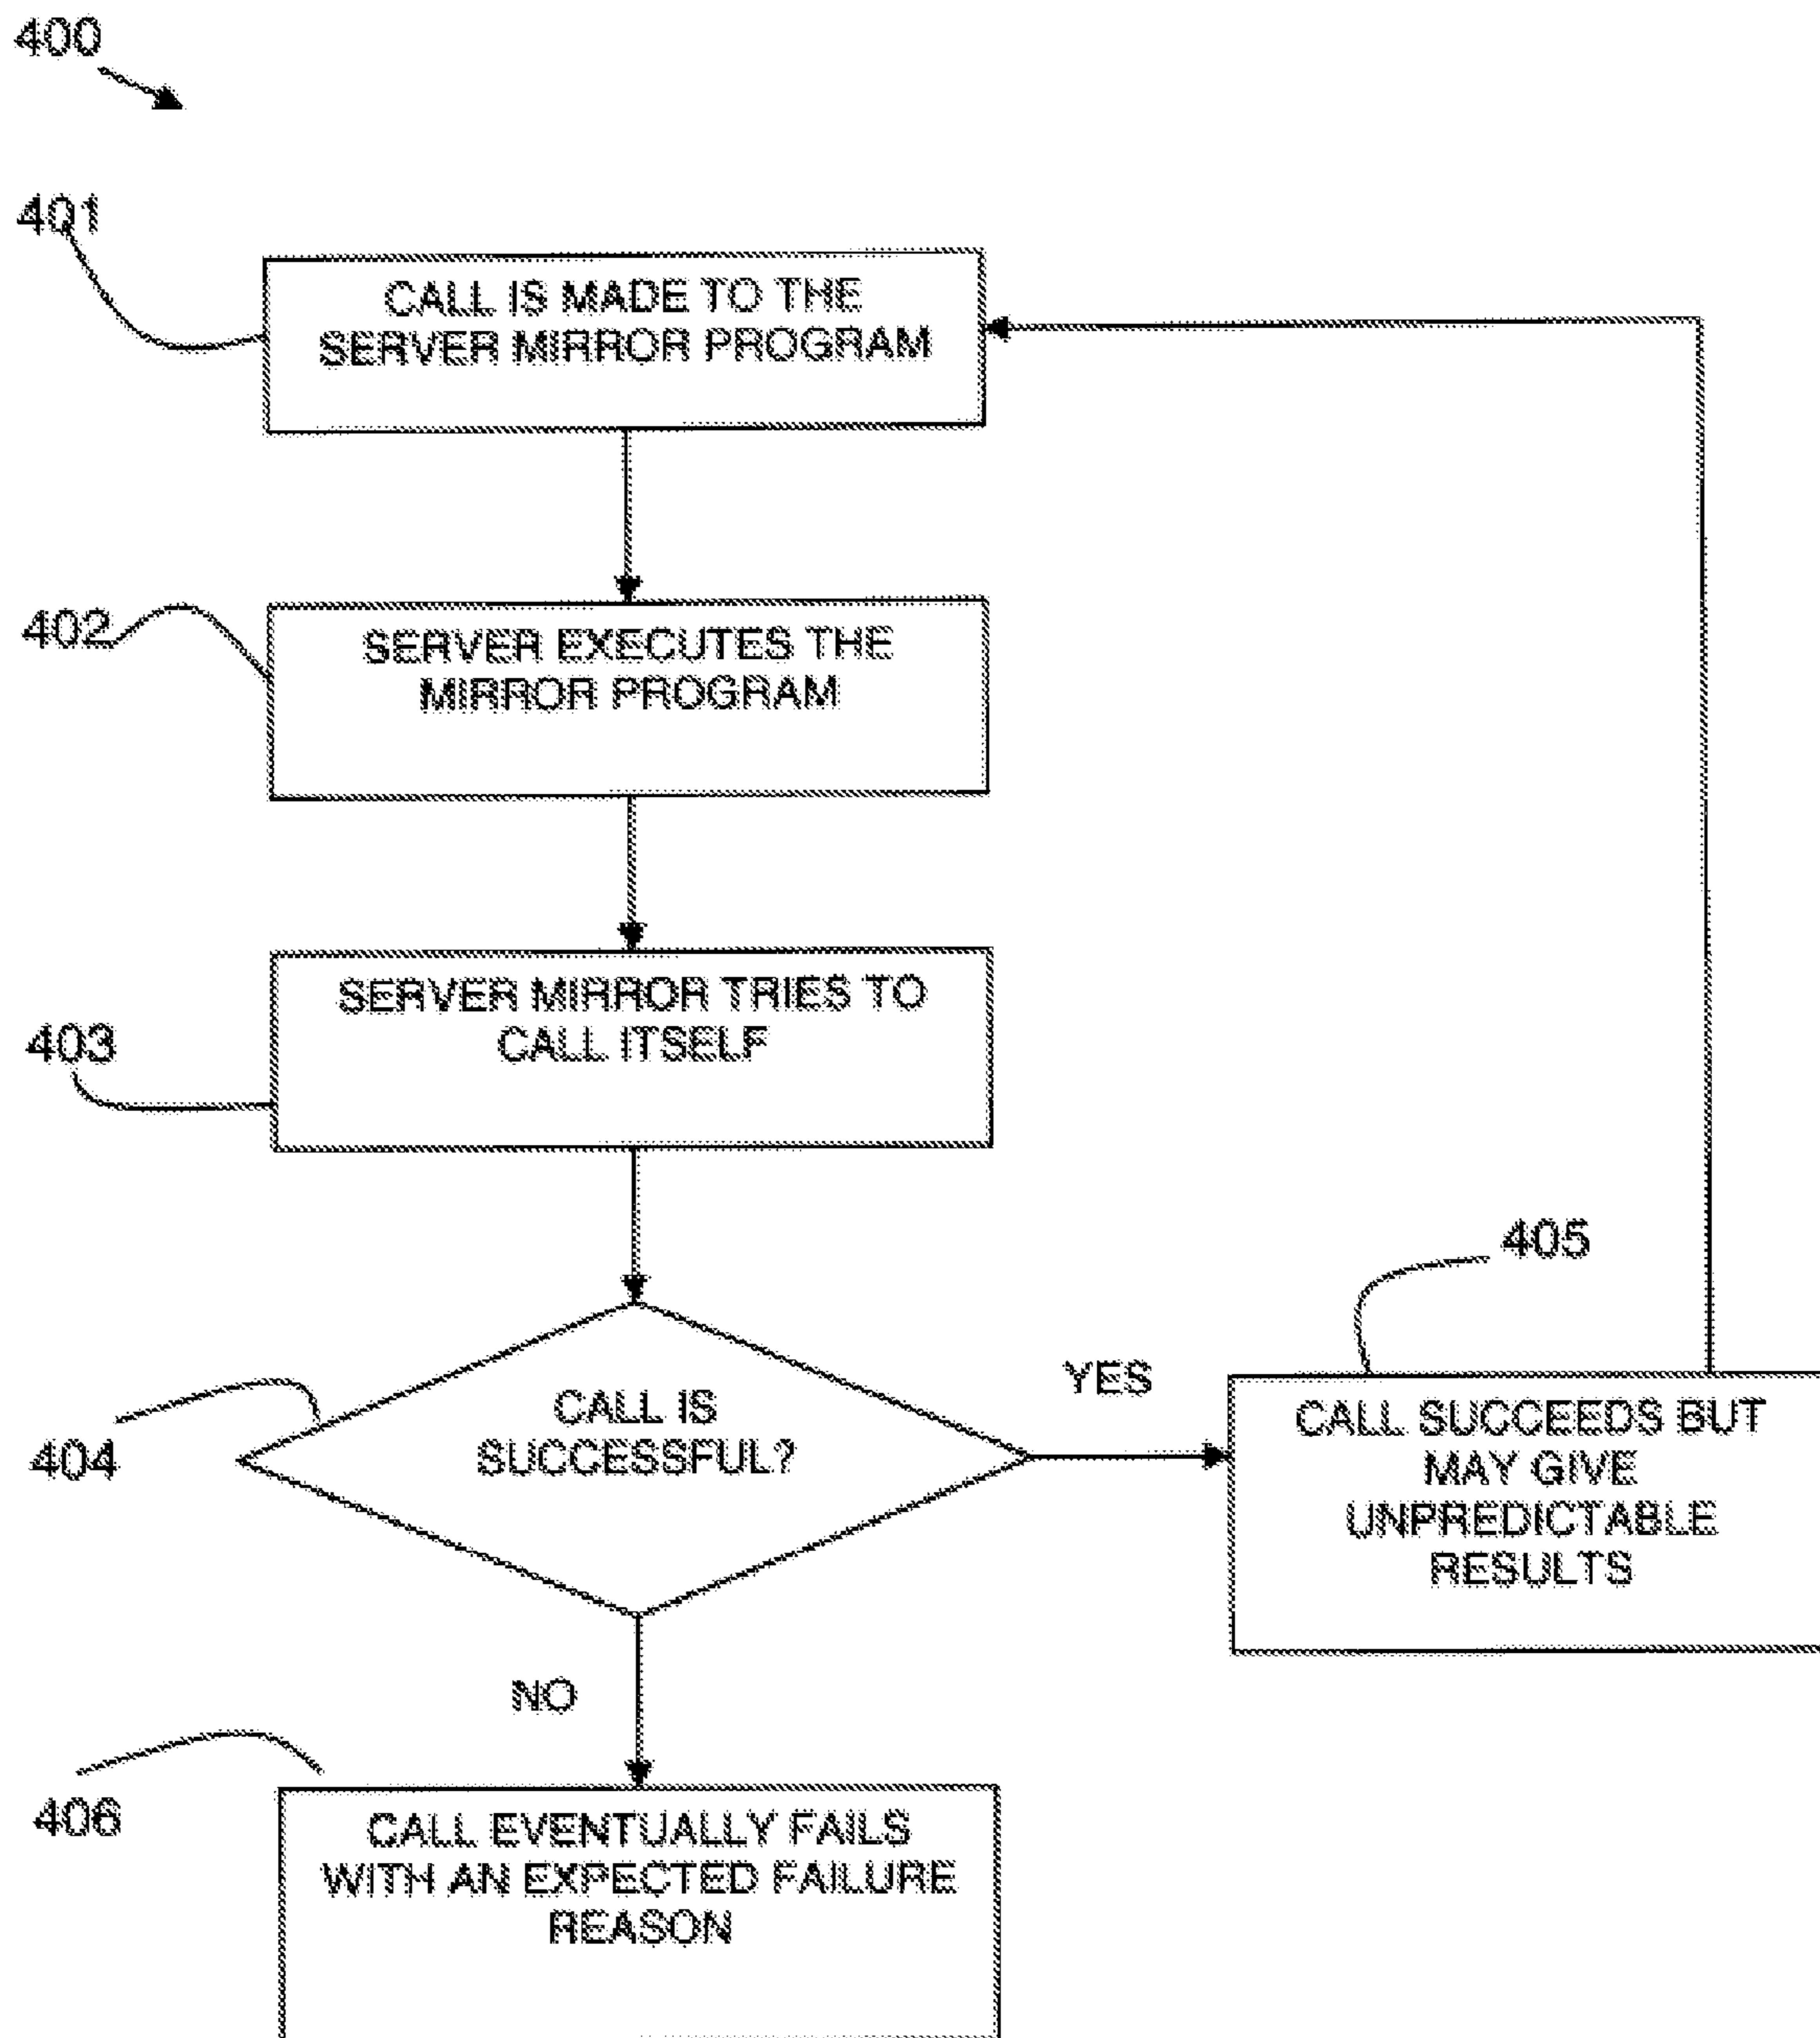 400
401
CALL IS MADE TO THE
SERVER MIRROR PROGRAM
402
SERVER EXECUTES THE
MIRROR PROGRAM
SERVER MIRROR TRIES TO
CALL ITSELF
403
405
YES
CALL IS
SUCCESSFUL?
404
CALL SUCCEEDS BUT
MAY GIVE
UNPREDICTABLE
RESULTS
NO
406
CALL EVENTUALLY FAILS
WITH AN EXPECTED FAILURE
REASON